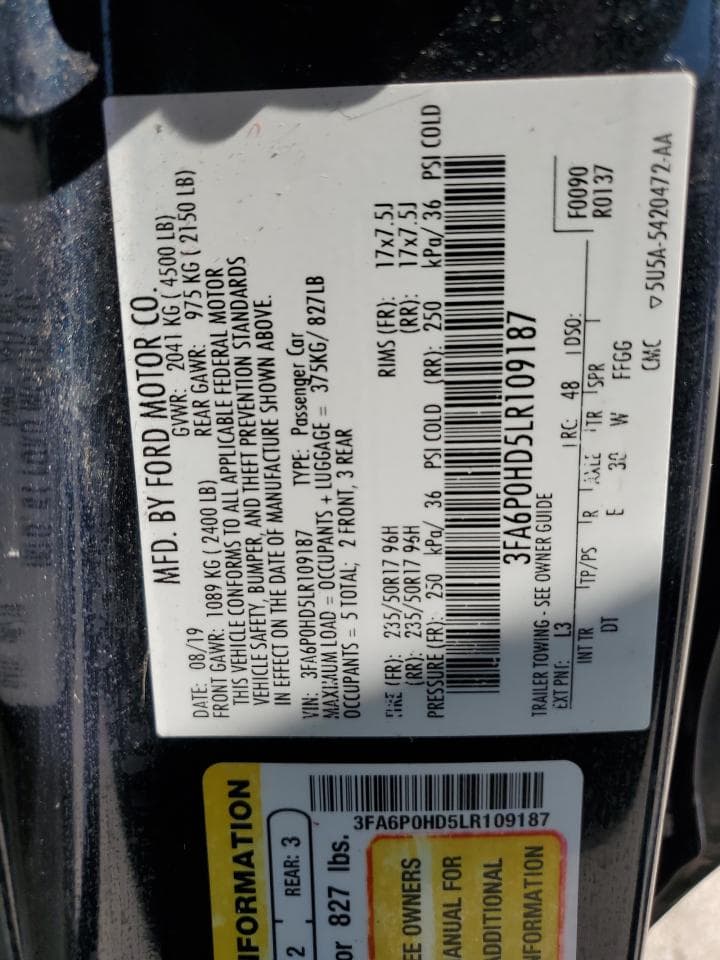 MFD. BY FORD MOTOR CO.
DATE: 08/19 GVWR: 2041 KG ( 4500 LB)
FRONT GAWR: 1089 KG ( 2400 LB) REAR GAWR: 975 KG ( 2150 LB)
THIS VEHICLE CONFORMS TO ALL APPLICABLE FEDERAL MOTOR
VEHICLE SAFETY, BUMPER, AND THEFT PREVENTION STANDARDS
IN EFFECT ON THE DATE OF MANUFACTURE SHOWN ABOVE.
VIN: 3FA6P0HD5LR109187 TYPE: Passenger Car
MAXIMUM LOAD = OCCUPANTS + LUGGAGE = 375KG/ 827LB
OCCUPANTS = 5 TOTAL; 2 FRONT, 3 REAR
TIRE (FR): 235/50R17 96H RIMS (FR): 17x7.5J
(RR): 235/50R17 96H (RR): 17x7.5J
PRESSURE (FR): 250 kPa/ 36 PSI COLD (RR): 250 kPa/ 36 PSI COLD
3FA6P0HD5LR109187
TRAILER TOWING - SEE OWNER GUIDE
EXT PNT: L3 RC: 48 DSO: F0090
R0137
INT TR TP/PS R AXLE TR SPR
DT E 30 W FFGG
CMC ▽5U5A-5420472-AA
FORMATION
2 REAR: 3
or 827 lbs.
3FA6P0HD5LR109187
EE OWNERS
ANUAL FOR
ADDITIONAL
FORMATION